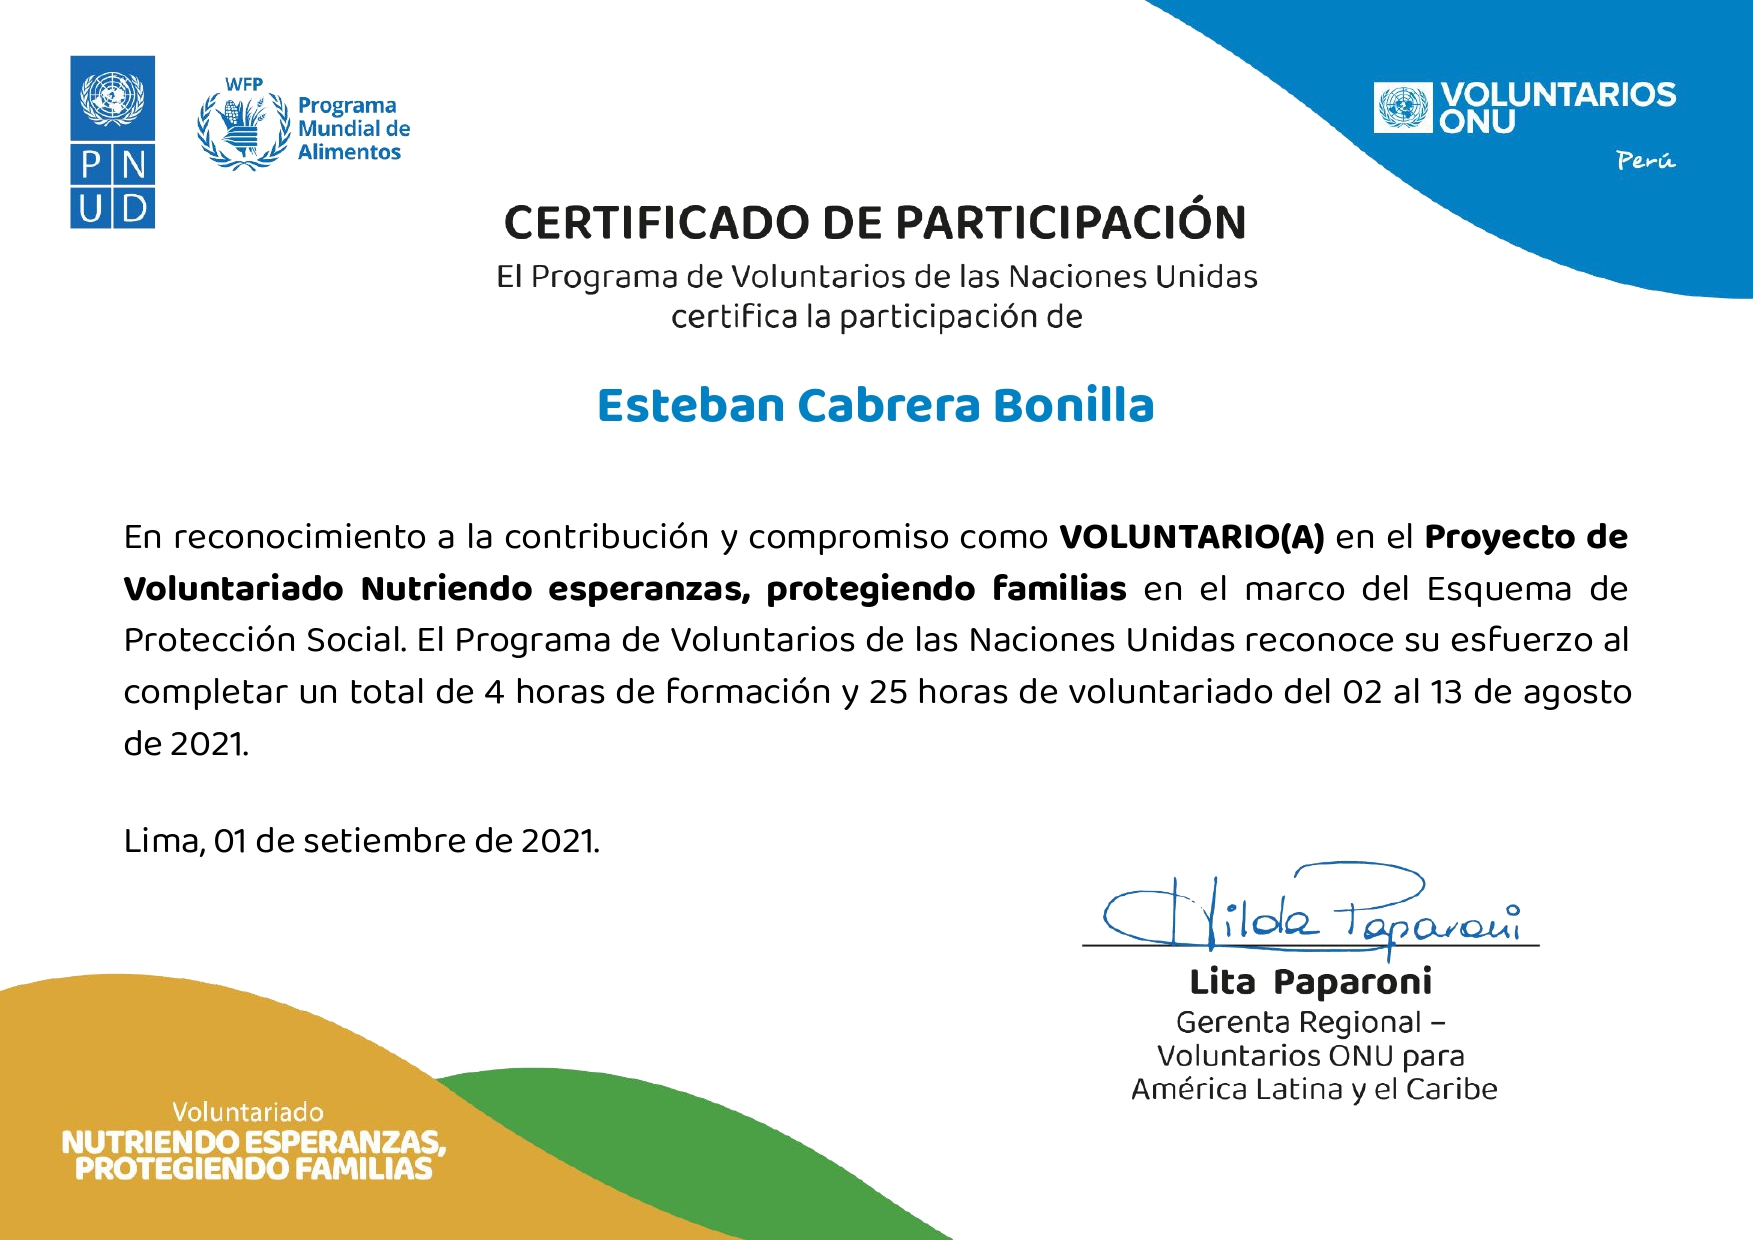 PNUD
WFP
Programa
Mundial de
Alimentos
VOLUNTARIOS
ONU
Perú
CERTIFICADO DE PARTICIPACIÓN
El Programa de Voluntarios de las Naciones Unidas
certifica la participación de
Esteban Cabrera Bonilla
En reconocimiento a la contribución y compromiso como VOLUNTARIO(A) en el Proyecto de
Voluntariado Nutriendo esperanzas, protegiendo familias en el marco del Esquema de
Protección Social. El Programa de Voluntarios de las Naciones Unidas reconoce su esfuerzo al
completar un total de 4 horas de formación y 25 horas de voluntariado del 02 al 13 de agosto
de 2021.
Lima, 01 de setiembre de 2021.
Hilda Paparoni
Lita Paparoni
Gerenta Regional –
Voluntarios ONU para
América Latina y el Caribe
Voluntariado
NUTRIENDO ESPERANZAS,
PROTEGIENDO FAMILIAS